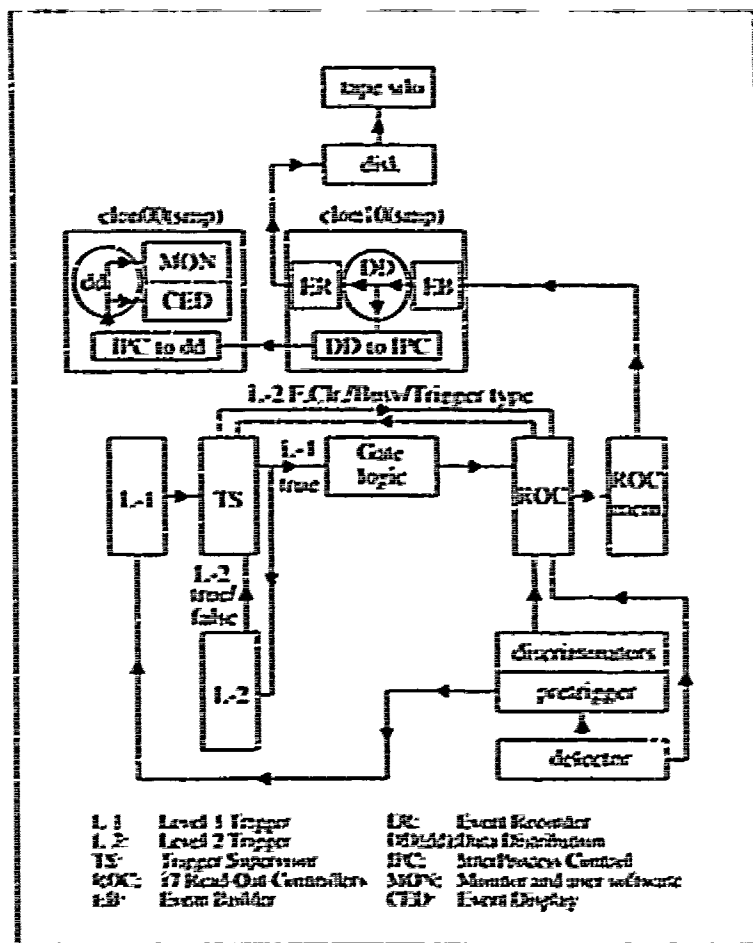 tape silo
disk
clon00(smp)
clon10(smp)
MON
dd
CED
IPC to dd
ER
DD
EB
DD to IPC
L-2 F.Clr./Busy/Trigger type
L-1
TS
L-1
true
Gate
logic
ROC
ROC
L-2
true/
false
L-2
discriminators
pretrigger
detector
L 1: Level 1 Trigger
L 2: Level 2 Trigger
TS: Trigger Supervisor
ROC: 17 Read-Out-Controllers
EB: Event Builder
ER: Event Recorder
DD(dd): Data Distribution
IPC: InterProcess Control
MON: Monitor and user software
CED: Event Display